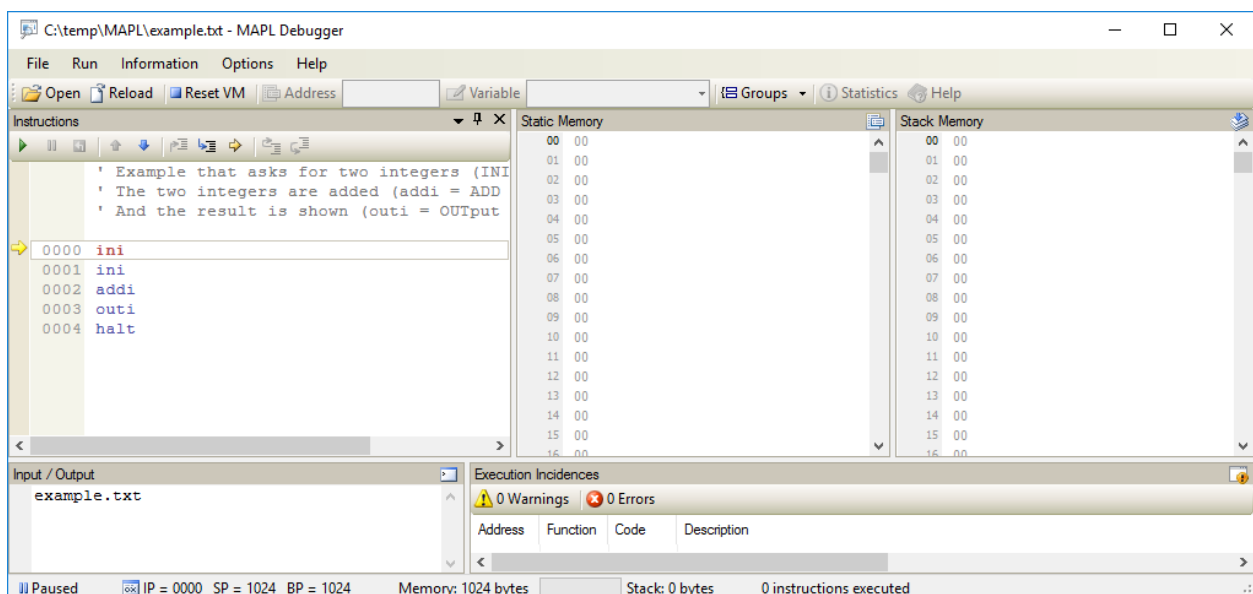 C:\temp\MAPL\example.txt - MAPL Debugger
File Run Information Options Help
Open Reload Reset VM Address Variable Groups Statistics Help
Instructions
' Example that asks for two integers (INI
' The two integers are added (addi = ADD
' And the result is shown (outi = OUTput
0000 ini
0001 ini
0002 addi
0003 outi
0004 halt
Static Memory
00 00
01 00
02 00
03 00
04 00
05 00
06 00
07 00
08 00
09 00
10 00
11 00
12 00
13 00
14 00
15 00
16 00
Stack Memory
00 00
01 00
02 00
03 00
04 00
05 00
06 00
07 00
08 00
09 00
10 00
11 00
12 00
13 00
14 00
15 00
16 00
Input / Output
example.txt
Execution Incidences
0 Warnings 0 Errors
Address Function Code Description
Paused IP = 0000 SP = 1024 BP = 1024 Memory: 1024 bytes Stack: 0 bytes 0 instructions executed